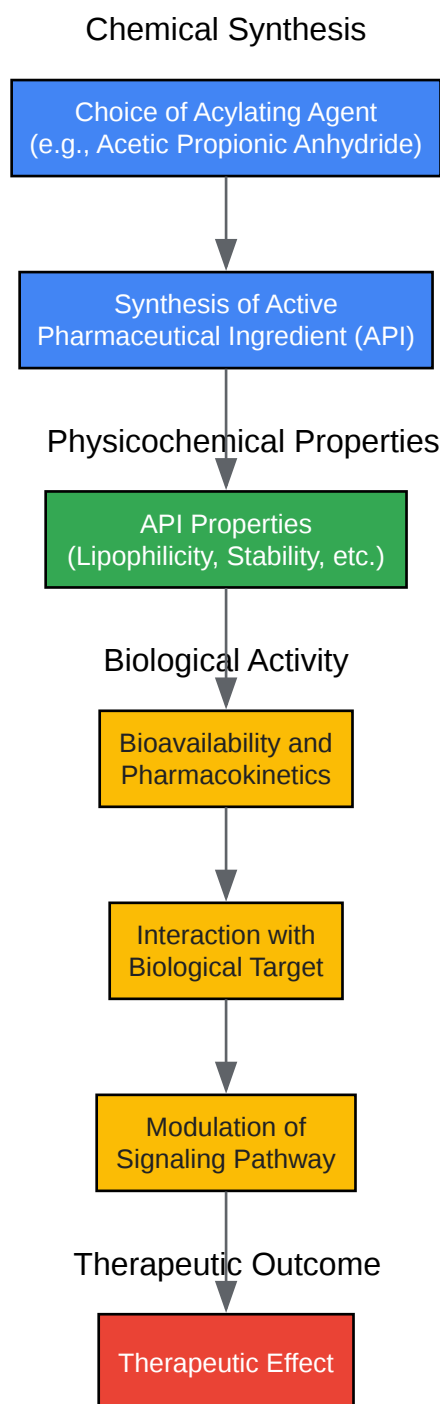 Chemical Synthesis
Choice of Acylating Agent
(e.g., Acetic Propionic Anhydride)
Synthesis of Active
Pharmaceutical Ingredient (API)
Physicochemical Properties
API Properties
(Lipophilicity, Stability, etc.)
Biological Activity
Bioavailability and
Pharmacokinetics
Interaction with
Biological Target
Modulation of
Signaling Pathway
Therapeutic Outcome
Therapeutic Effect